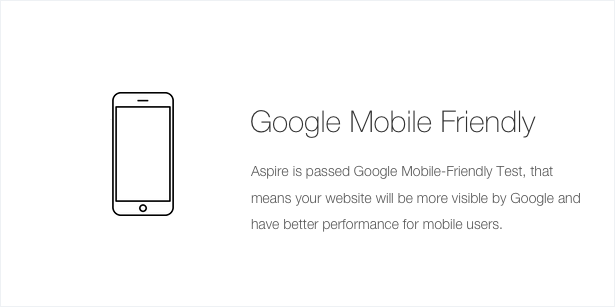 Google Mobile Friendly
Aspire is passed Google Mobile-Friendly Test, that
means your website will be more visible by Google and
have better performance for mobile users.